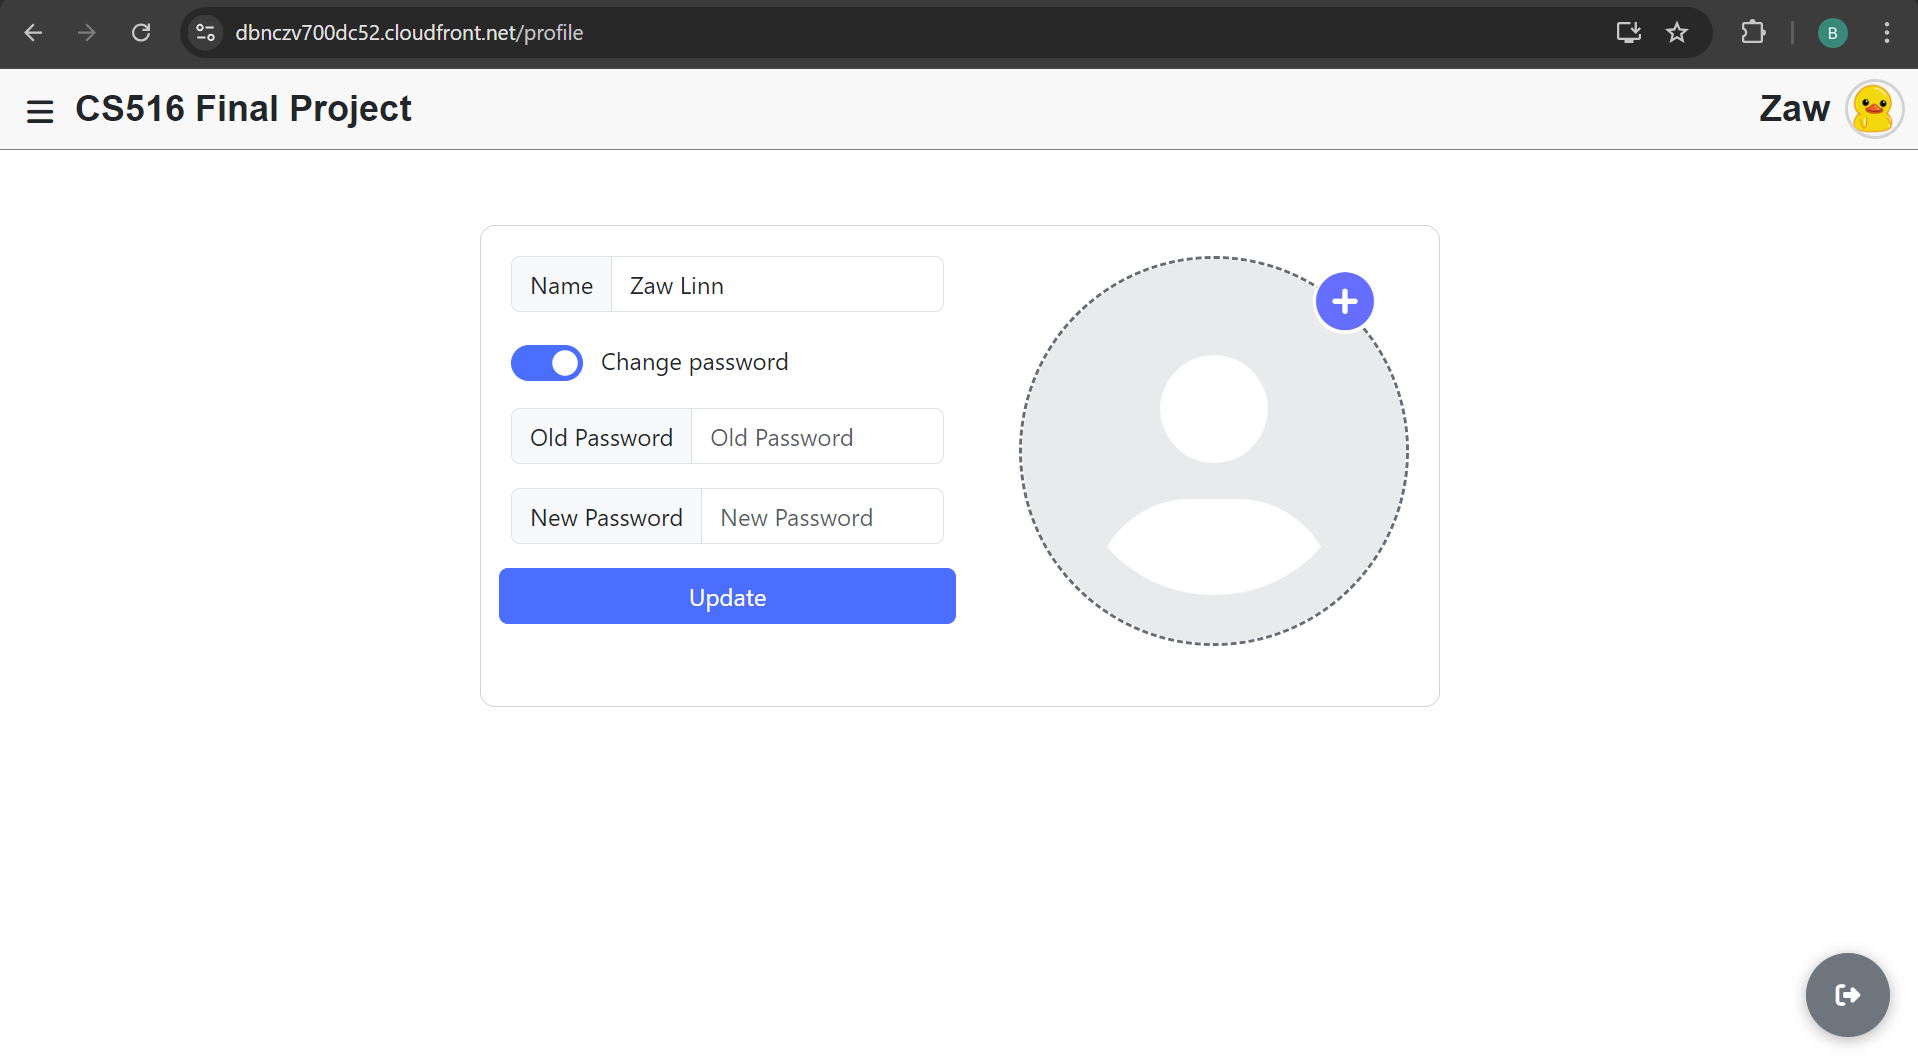 dbnczv700dc52.cloudfront.net/profile
B
CS516 Final Project
Zaw
Name
Zaw Linn
Change password
Old Password
Old Password
New Password
New Password
Update